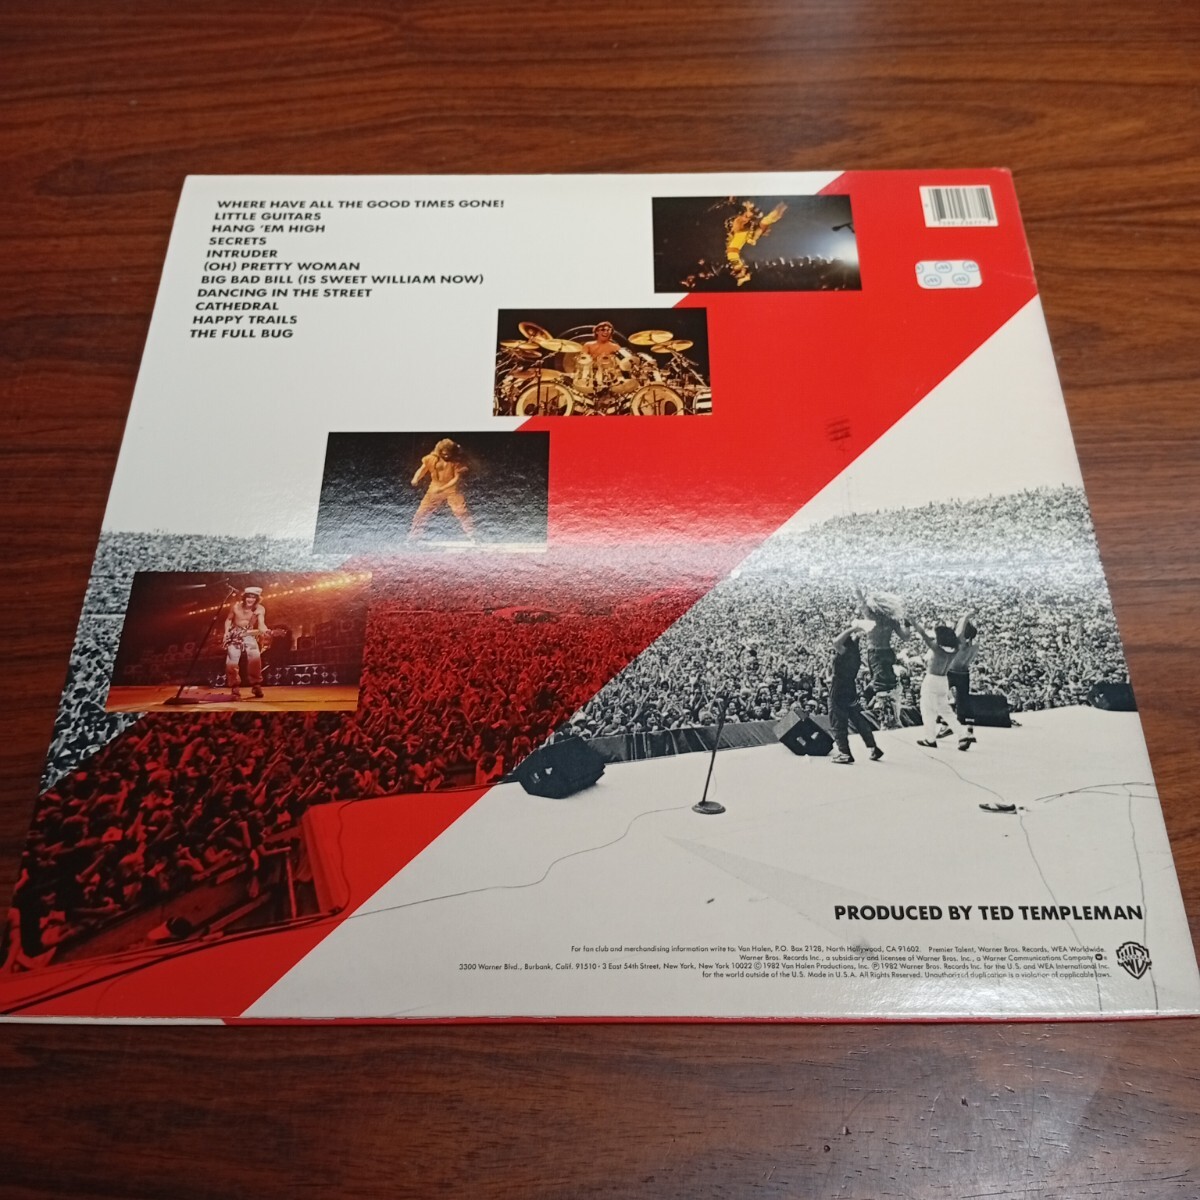 WHERE HAVE ALL THE GOOD TIMES GONE!
LITTLE GUITARS
HANG 'EM HIGH
SECRETS
INTRUDER
(OH) PRETTY WOMAN
BIG BAD BILL (IS SWEET WILLIAM NOW)
DANCING IN THE STREET
CATHEDRAL
HAPPY TRAILS
THE FULL BUG
PRODUCED BY TED TEMPLEMAN
For fan club and merchandising information write to: Van Halen, P.O. Box 2128, North Hollywood, CA 91602. Premier Talent, Warner Bros. Records, WEA Worldwide.
Warner Bros. Records Inc., a subsidiary and licensee of Warner Bros. Inc., a Warner Communications Company
3300 Warner Blvd., Burbank, Calif. 91510 • 3 East 54th Street, New York, New York 10022 Ⓒ 1982 Van Halen Productions, Inc. Ⓟ 1982 Warner Bros. Records Inc. for the U.S. and WEA International Inc.
for the world outside of the U.S. Made in U.S.A. All Rights Reserved. Unauthorized duplication is a violation of applicable laws.